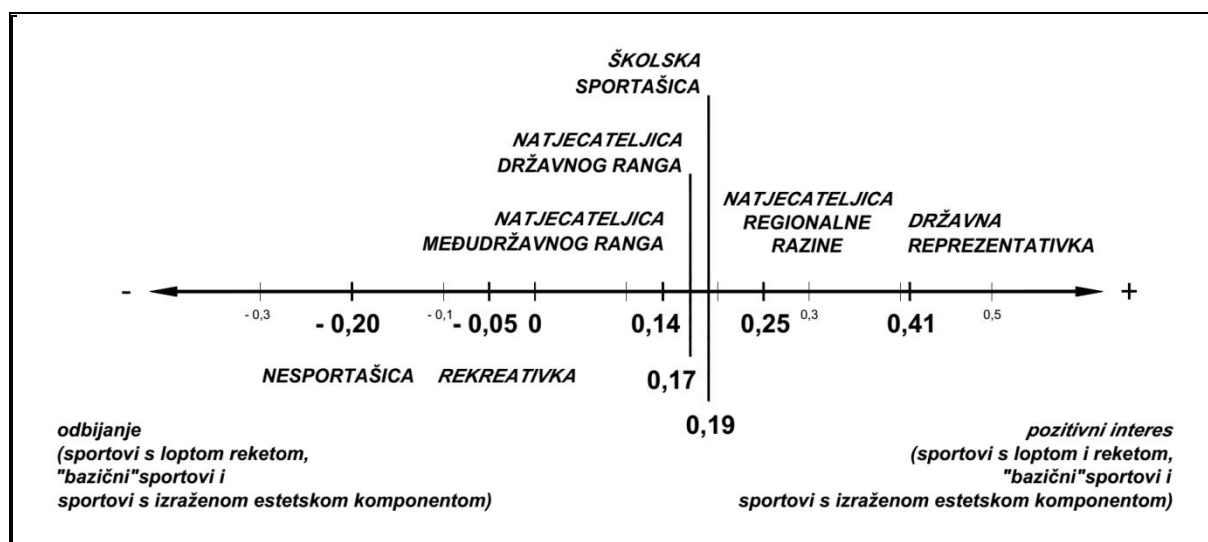 ŠKOLSKA
SPORTAŠICA
NATJECATELJICA
DRŽAVNOG RANGA
NATJECATELJICA
MEĐUDRŽAVNOG RANGA
NATJECATELJICA
REGIONALNE
RAZINE
DRŽAVNA
REPREZENTATIVKA
- +
- 0,3 - 0,20 - 0,1 - 0,05 0 0,14 0,25 0,3 0,41 0,5
NESPORTAŠICA REKREATIVKA 0,17
0,19
odbijanje
(sportovi s loptom reketom,
"bazični"sportovi i
sportovi s izraženom estetskom komponentom)
pozitivni interes
(sportovi s loptom i reketom,
"bazični"sportovi i
sportovi s izraženom estetskom komponentom)